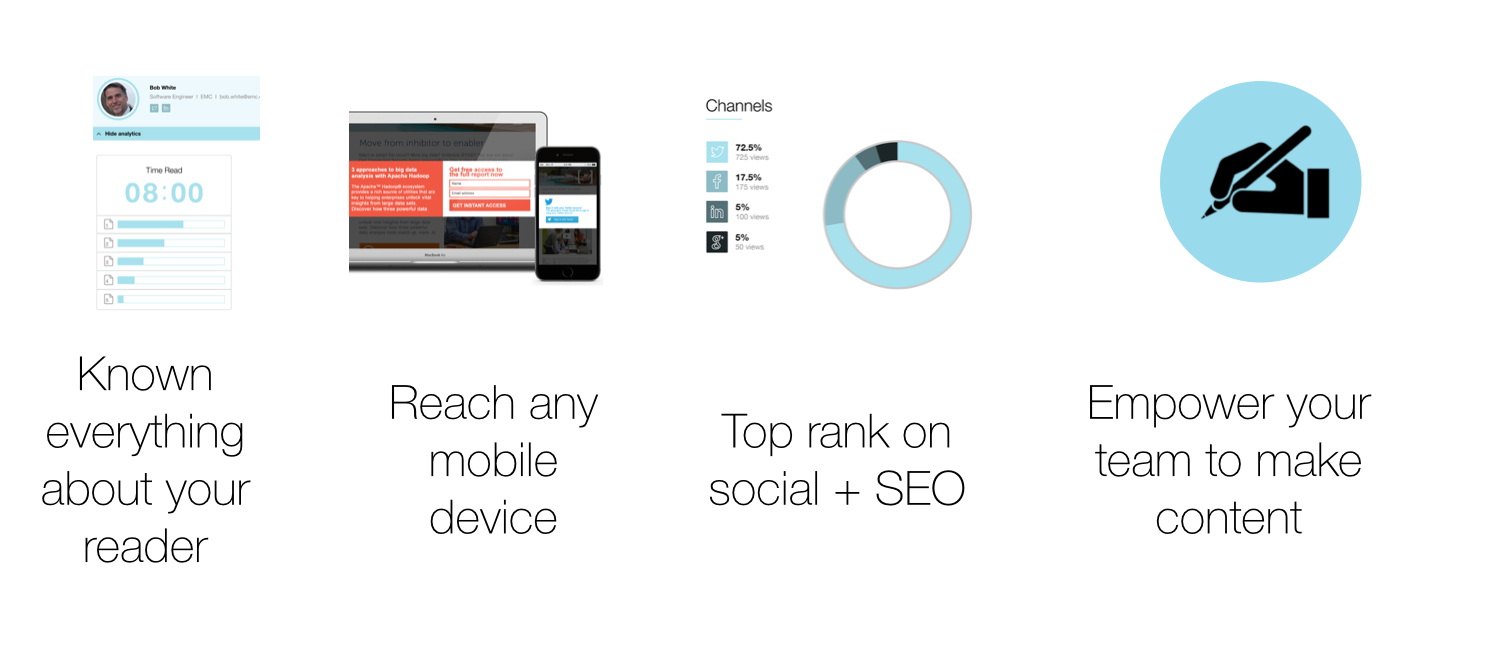 Bob White
Software Engineer I EMC I bob.white@emc.
Hide analytics
Time Read
08:00
Move from inhibitor to enabler
3 approaches to big data
analysis with Apache Hadoop
The Apache™ Hadoop® ecosystem
provides a rich source of utilities that are
key to helping enterprises unlock vital
insights from large data sets.
Discover how three powerful data
Get free access to
the full report now
Name
Email address
GET INSTANT ACCESS
MacBook Air
Channels
72.5%
725 views
17.5%
175 views
5%
100 views
5%
50 views
Known
everything
about your
reader
Reach any
mobile
device
Top rank on
social + SEO
Empower your
team to make
content